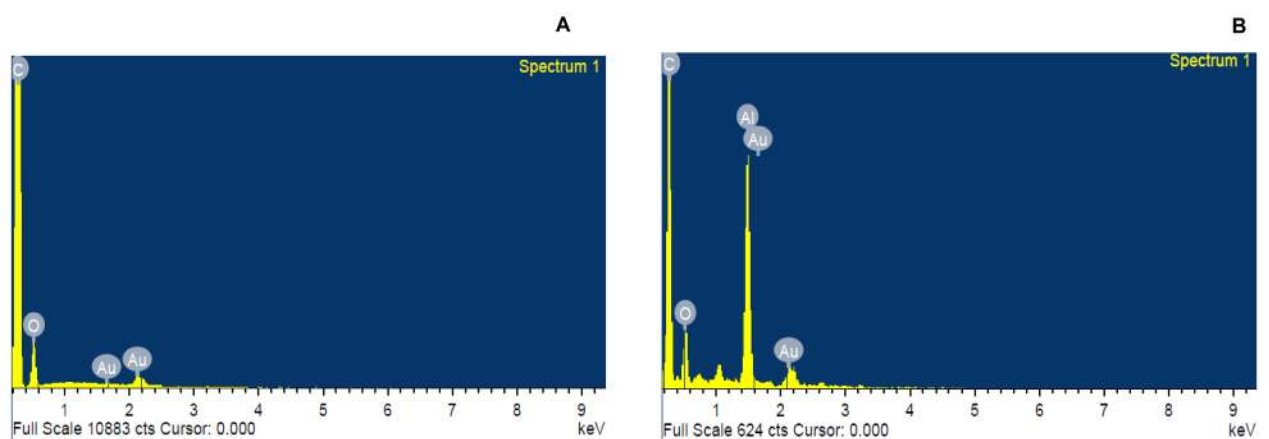 A
C
Spectrum 1
O
Au
Au
1 2 3 4 5 6 7 8 9
Full Scale 10883 cts Cursor: 0.000 keV
B
C
Spectrum 1
Al
Au
O
Au
1 2 3 4 5 6 7 8 9
Full Scale 624 cts Cursor: 0.000 keV